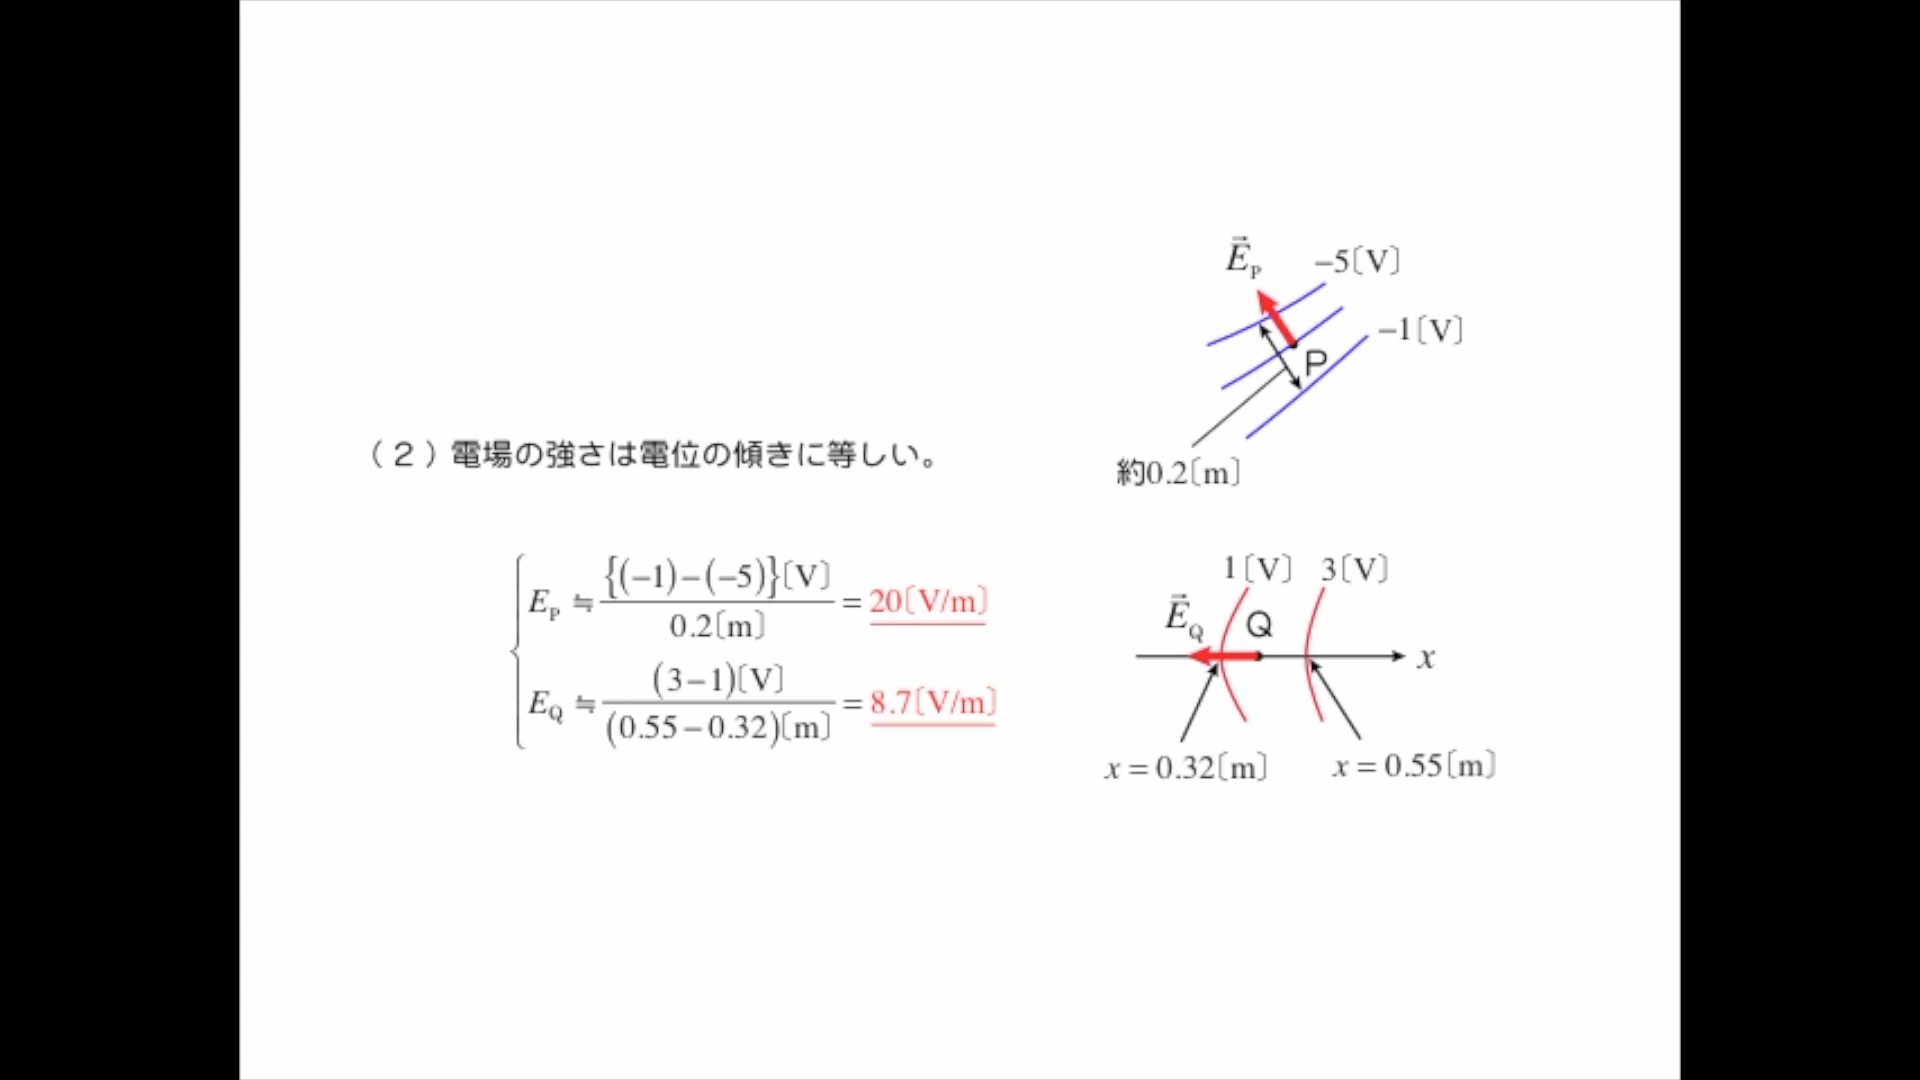 （２）電場の強さは電位の傾きに等しい。
E_P ≒ {(−1)−(−5)}〔V〕 / 0.2〔m〕 = 20〔V/m〕
E_Q ≒ (3−1)〔V〕 / (0.55−0.32)〔m〕 = 8.7〔V/m〕
E⃗_P
−5〔V〕
−1〔V〕
P
約0.2〔m〕
1〔V〕 3〔V〕
E⃗_Q
Q
x
x = 0.32〔m〕 x = 0.55〔m〕